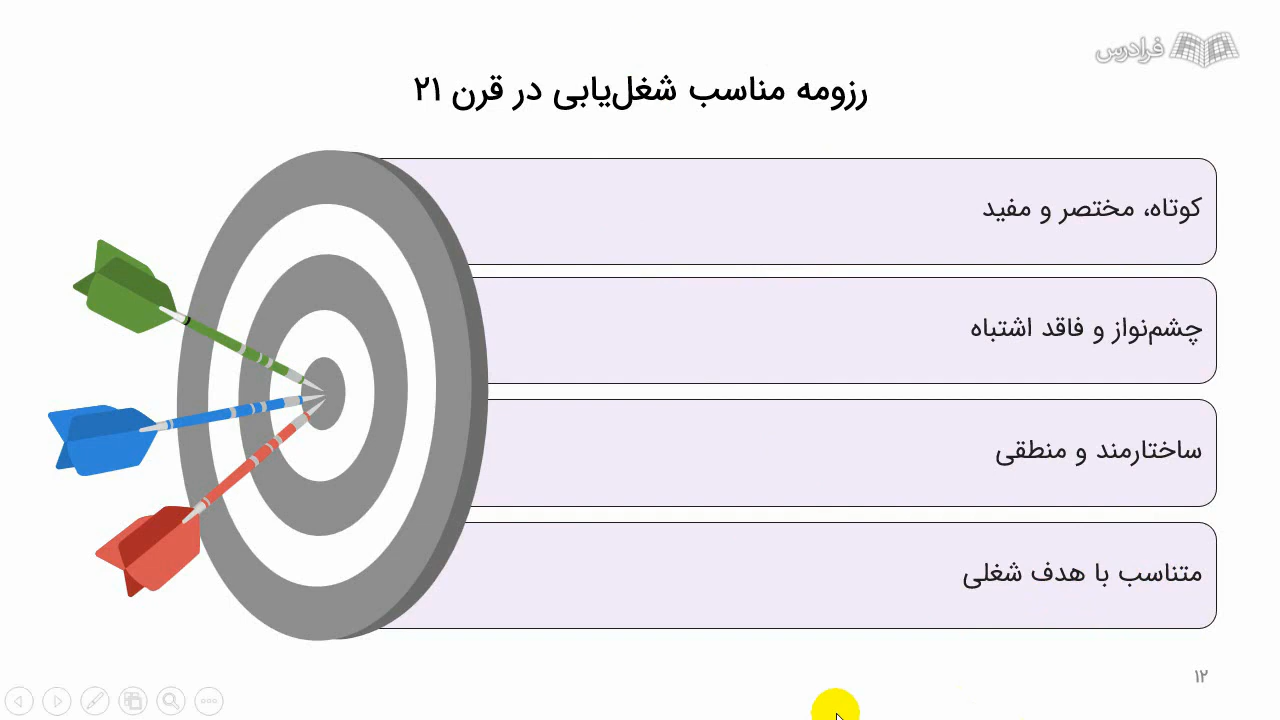 فرادرس
رزومه مناسب شغل‌یابی در قرن ۲۱
کوتاه، مختصر و مفید
چشم‌نواز و فاقد اشتباه
ساختارمند و منطقی
متناسب با هدف شغلی
۱۲